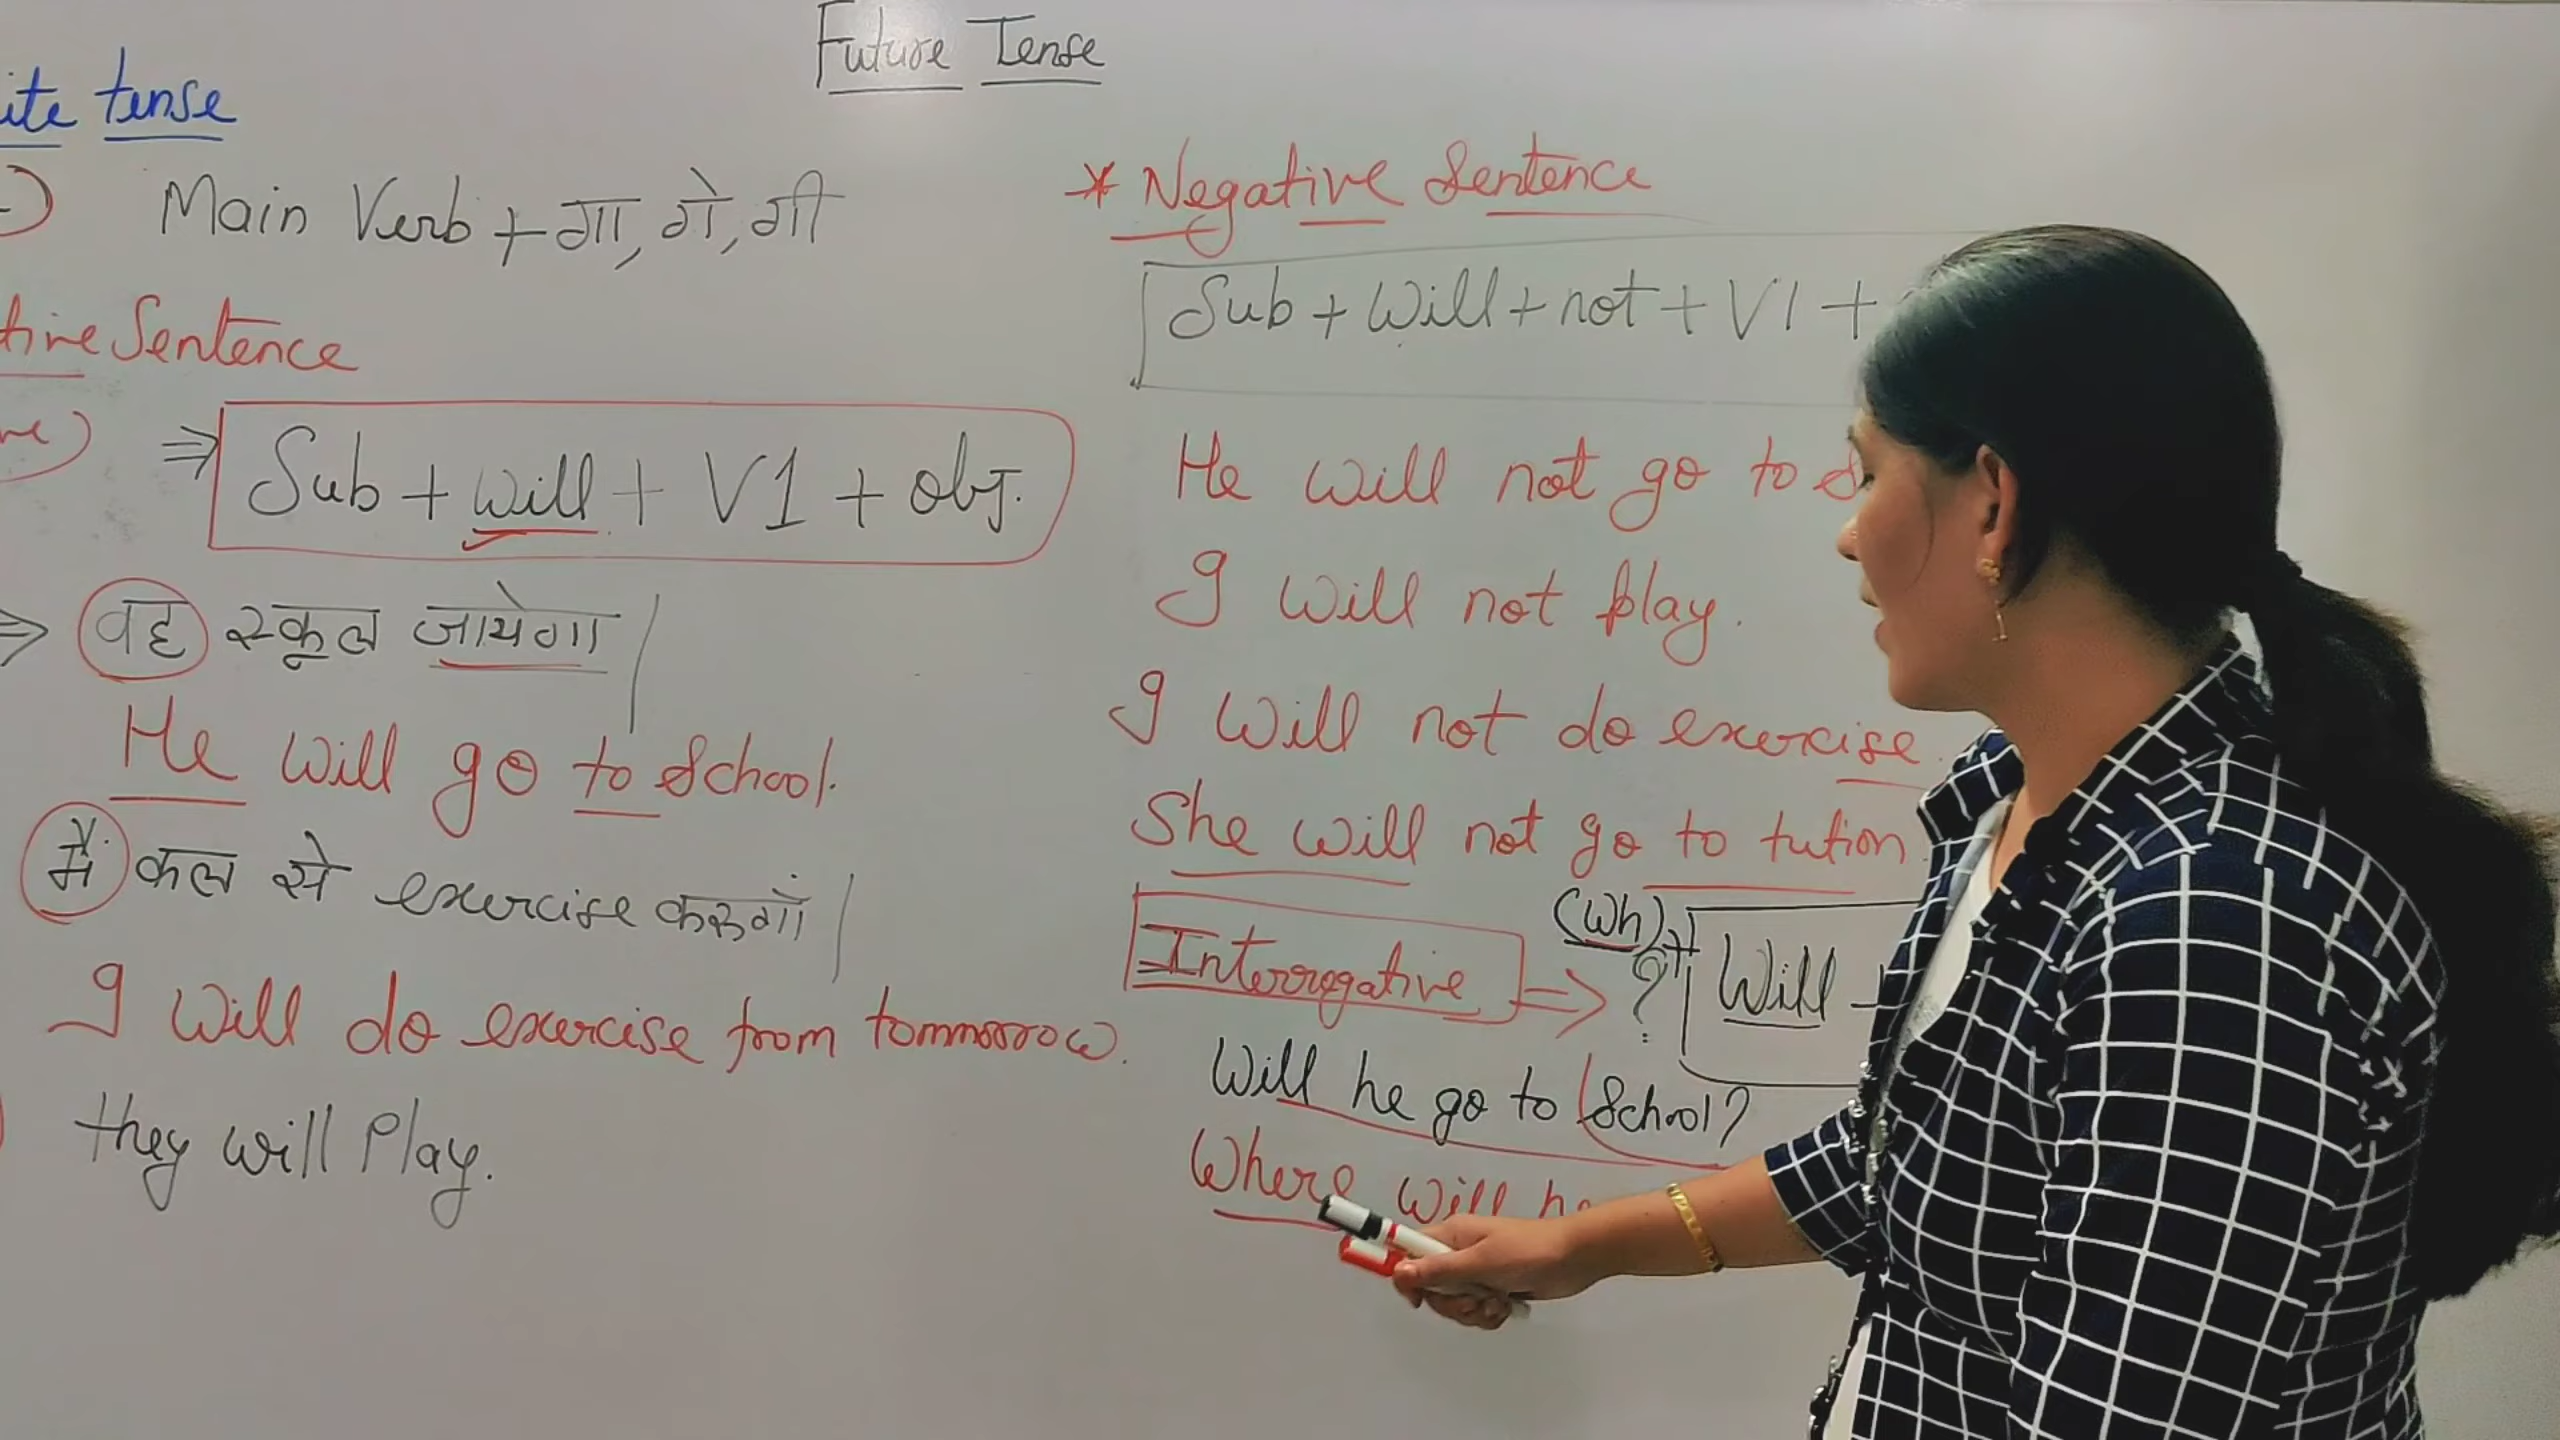 Future Tense
ite tense
Main Verb + गा, गे, गी
tive Sentence
ve) ⇒ Sub + will + V1 + obj.
⇒ वह स्कूल जायेगा।
He will go to School.
मैं कल से exercise करूगाँ।
I will do exercise from tommorrow.
they will Play.
* Negative Sentence
Sub + Will + not + V1 +
He will not go to S
I will not play.
I will not do exercise.
She will not go to tution.
Interrogative ⇒ (Wh) ? + Will
Will he go to School?
Where will he